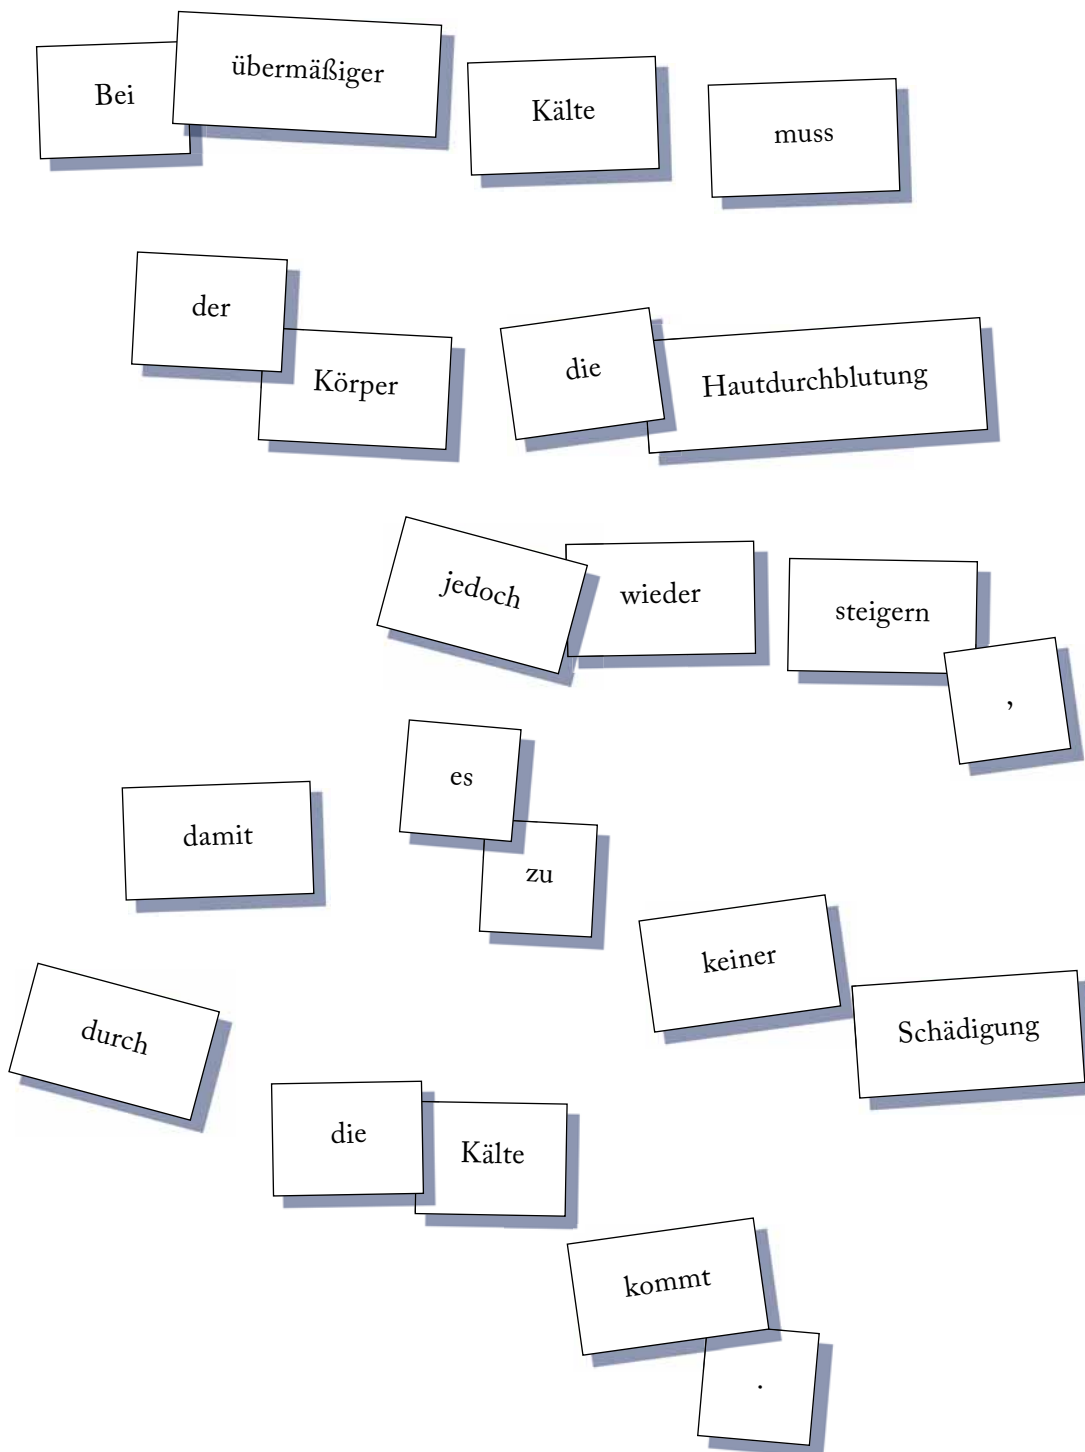 Bei übermäßiger Kälte muss
der Körper die Hautdurchblutung
jedoch wieder steigern ,
damit es zu keiner Schädigung
durch die Kälte kommt .